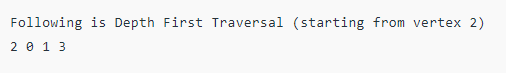 Following is Depth First Traversal (starting from vertex 2)
2 0 1 3